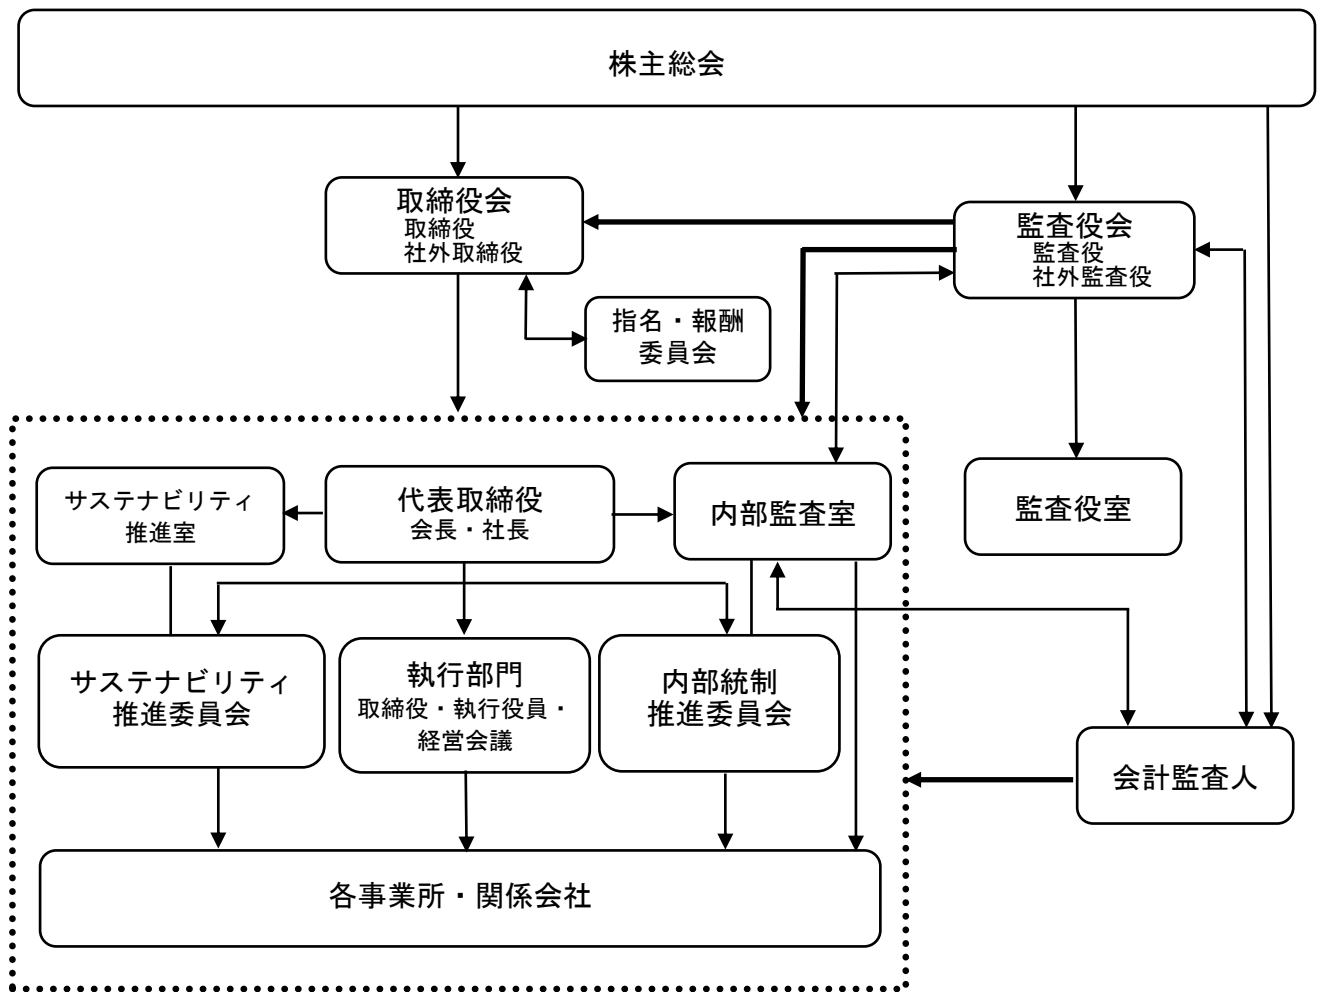 株主総会
取締役会
取締役
社外取締役
監査役会
監査役
社外監査役
指名・報酬
委員会
サステナビリティ
推進室
代表取締役
会長・社長
内部監査室
監査役室
サステナビリティ
推進委員会
執行部門
取締役・執行役員・
経営会議
内部統制
推進委員会
会計監査人
各事業所・関係会社